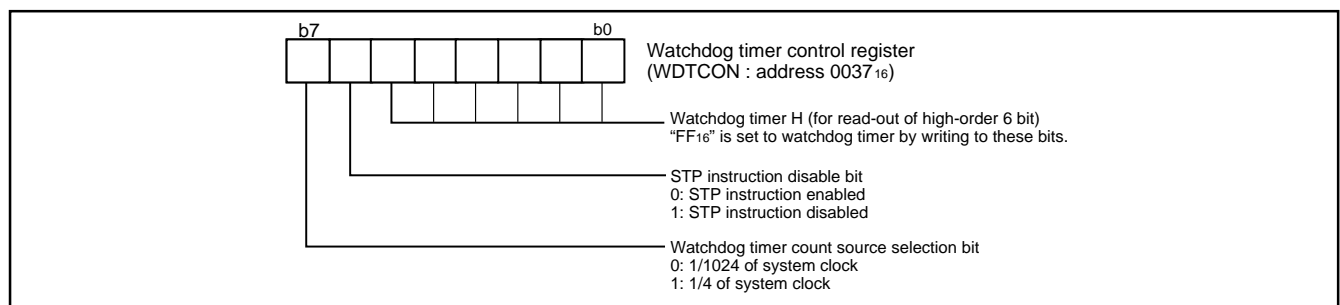 b7 b0
Watchdog timer control register
(WDTCON : address 0037₁₆)
Watchdog timer H (for read-out of high-order 6 bit)
“FF₁₆” is set to watchdog timer by writing to these bits.
STP instruction disable bit
0: STP instruction enabled
1: STP instruction disabled
Watchdog timer count source selection bit
0: 1/1024 of system clock
1: 1/4 of system clock